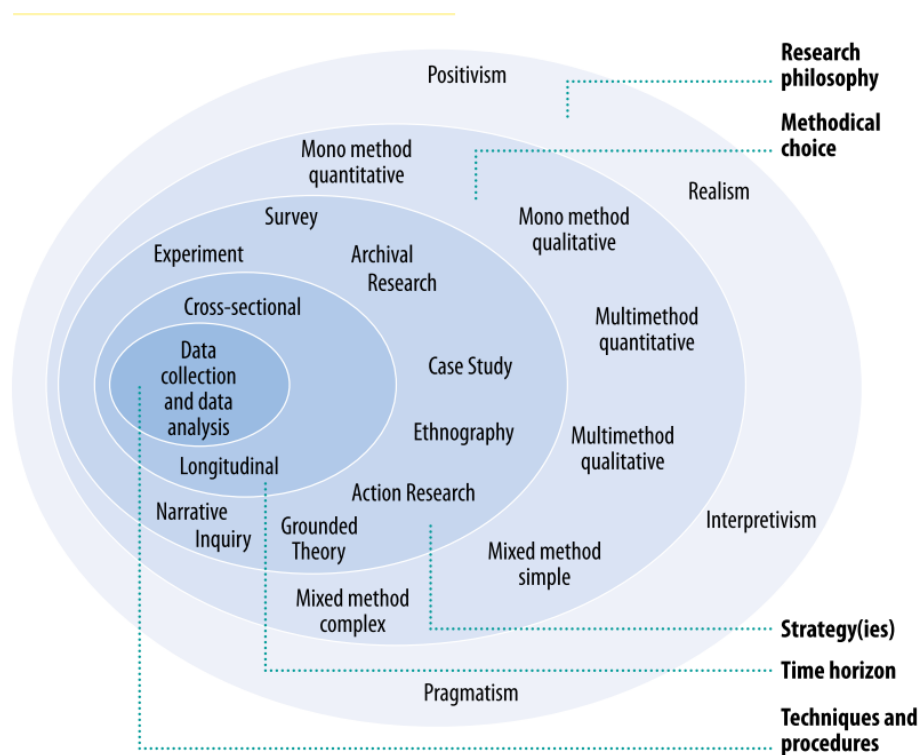 Positivism
Research
philosophy
Methodical
choice
Mono method
quantitative
Realism
Survey
Mono method
qualitative
Experiment
Archival
Research
Cross-sectional
Multimethod
quantitative
Data
collection
and data
analysis
Case Study
Ethnography
Multimethod
qualitative
Longitudinal
Action Research
Narrative
Inquiry
Grounded
Theory
Interpretivism
Mixed method
simple
Mixed method
complex
Strategy(ies)
Time horizon
Pragmatism
Techniques and
procedures